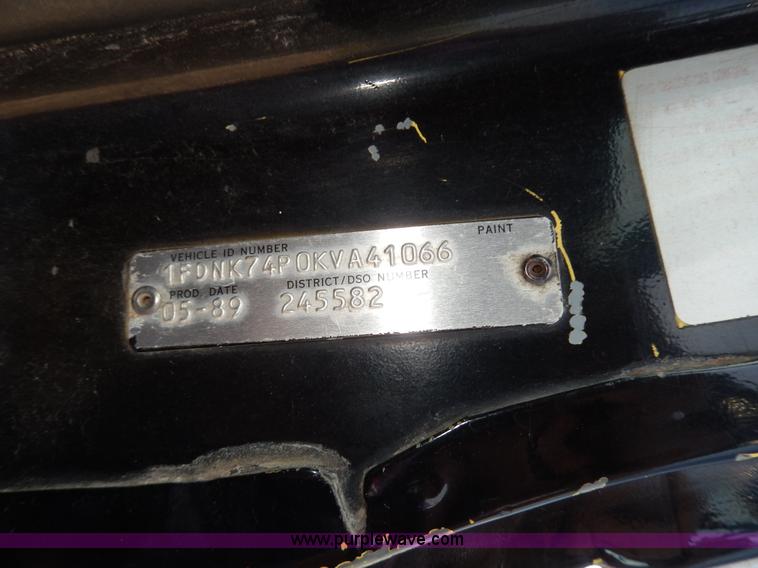 VEHICLE ID NUMBER
PAINT
1FDNK74P0KVA41066
PROD. DATE
DISTRICT/DSO NUMBER
05-89
245582
www.purplewave.com